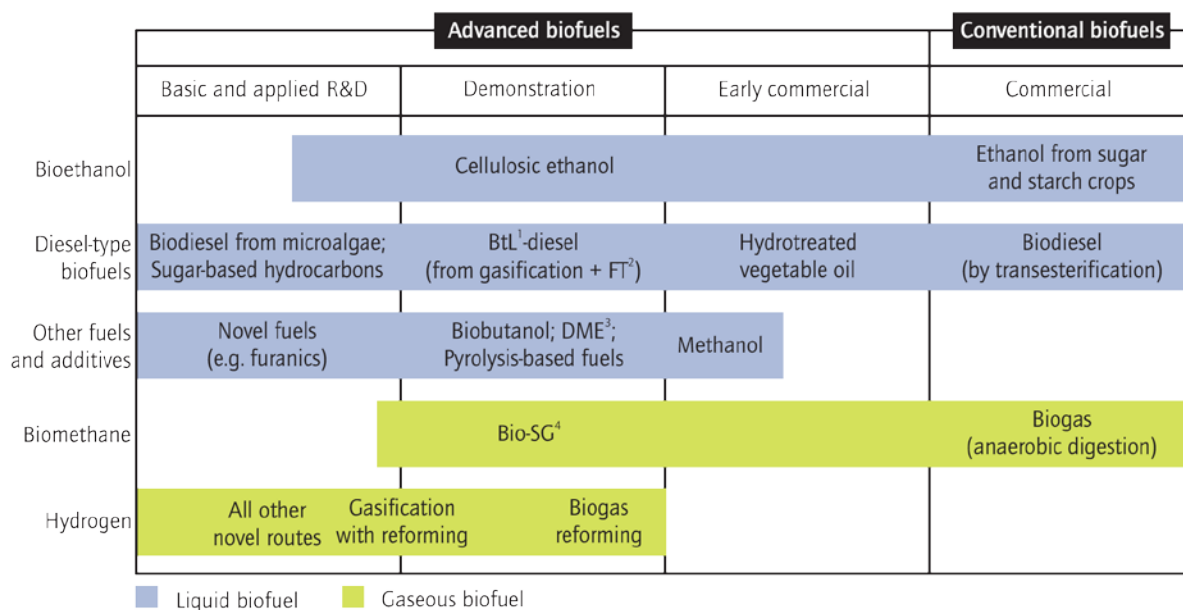 Advanced biofuels
Conventional biofuels
Basic and applied R&D
Demonstration
Early commercial
Commercial
Bioethanol
Cellulosic ethanol
Ethanol from sugar
and starch crops
Diesel-type
biofuels
Biodiesel from microalgae;
Sugar-based hydrocarbons
BtL¹-diesel
(from gasification + FT²)
Hydrotreated
vegetable oil
Biodiesel
(by transesterification)
Other fuels
and additives
Novel fuels
(e.g. furanics)
Biobutanol; DME³;
Pyrolysis-based fuels
Methanol
Biomethane
Bio-SG⁴
Biogas
(anaerobic digestion)
Hydrogen
All other
novel routes
Gasification
with reforming
Biogas
reforming
Liquid biofuel
Gaseous biofuel